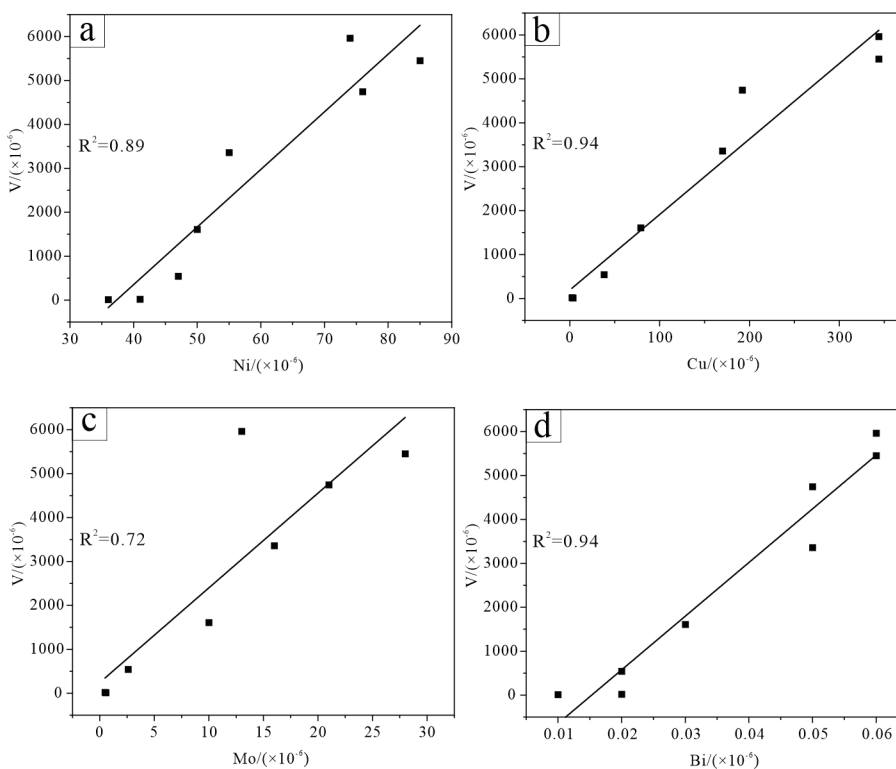 a
6000
5000
4000
3000
2000
1000
0
V/(×10⁻⁶)
R²=0.89
30 40 50 60 70 80 90
Ni/(×10⁻⁶)
b
6000
5000
4000
3000
2000
1000
0
V/(×10⁻⁶)
R²=0.94
0 100 200 300
Cu/(×10⁻⁶)
c
6000
5000
4000
3000
2000
1000
0
V/(×10⁻⁶)
R²=0.72
0 5 10 15 20 25 30
Mo/(×10⁻⁶)
d
6000
5000
4000
3000
2000
1000
0
V/(×10⁻⁶)
R²=0.94
0.01 0.02 0.03 0.04 0.05 0.06
Bi/(×10⁻⁶)